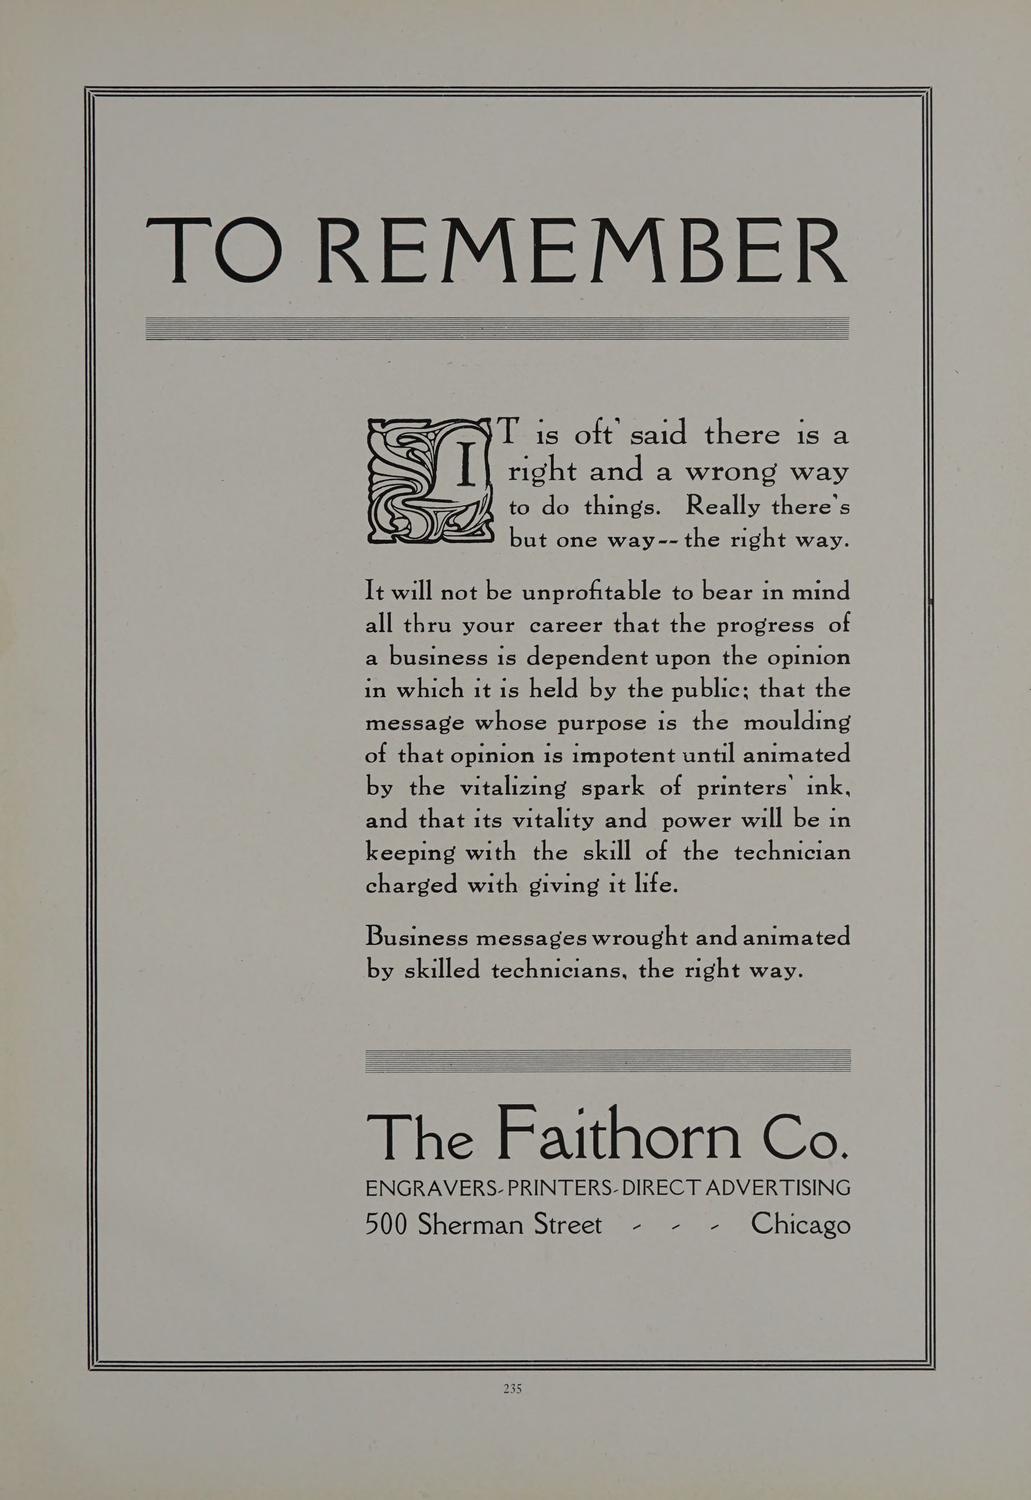 TO REMEMBER
IT is oft' said there is a
right and a wrong way
to do things. Really there's
but one way--the right way.
It will not be unprofitable to bear in mind
all thru your career that the progress of
a business is dependent upon the opinion
in which it is held by the public; that the
message whose purpose is the moulding
of that opinion is impotent until animated
by the vitalizing spark of printers' ink,
and that its vitality and power will be in
keeping with the skill of the technician
charged with giving it life.
Business messages wrought and animated
by skilled technicians, the right way.
The Faithorn Co.
ENGRAVERS-PRINTERS-DIRECT ADVERTISING
500 Sherman Street - - - Chicago
235